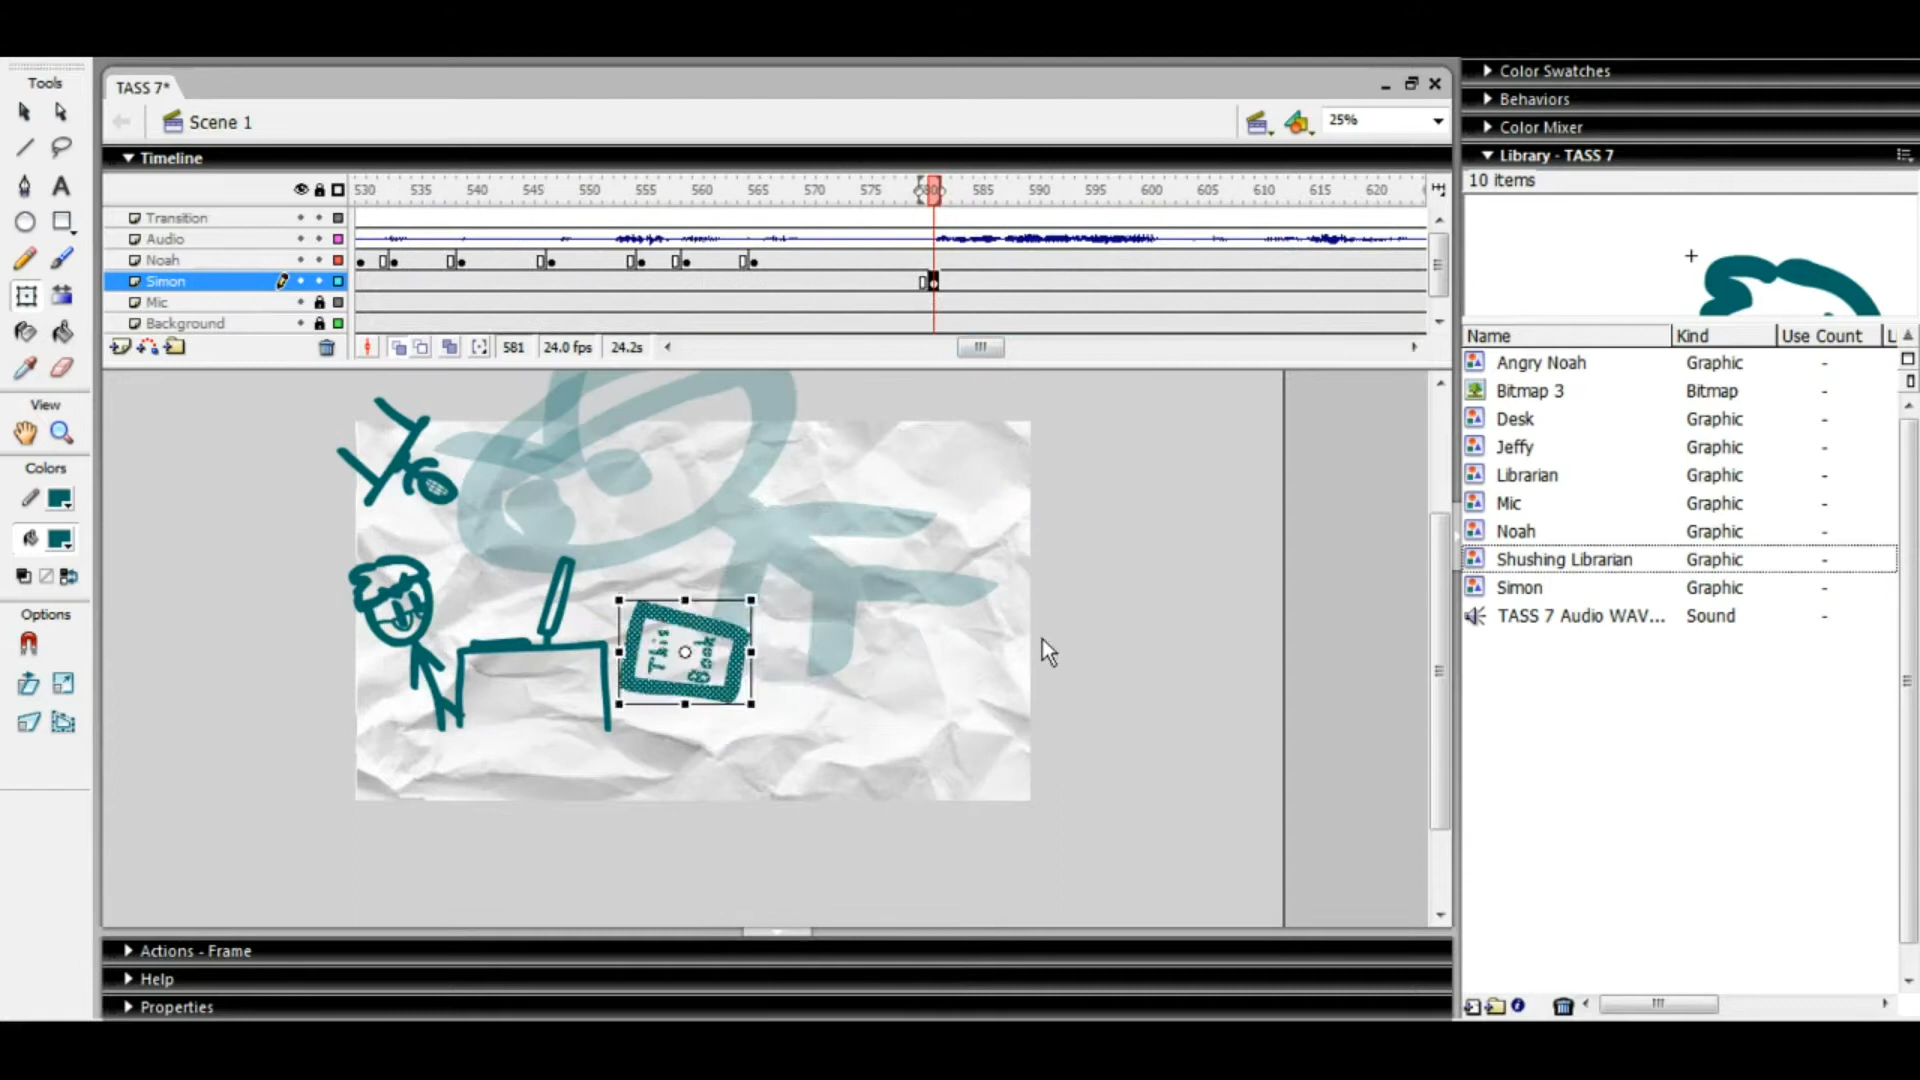 Tools
TASS 7*
Scene 1
25%
Timeline
530 535 540 545 550 555 560 565 570 575 580 585 590 595 600 605 610 615 620
Transition
Audio
Noah
Simon
Mic
Background
581 24.0 fps 24.2s
View
Colors
Options
This
Book
Actions - Frame
Help
Properties
Color Swatches
Behaviors
Color Mixer
Library - TASS 7
10 items
Name Kind Use Count L
Angry Noah Graphic -
Bitmap 3 Bitmap -
Desk Graphic -
Jeffy Graphic -
Librarian Graphic -
Mic Graphic -
Noah Graphic -
Shushing Librarian Graphic -
Simon Graphic -
TASS 7 Audio WAV... Sound -